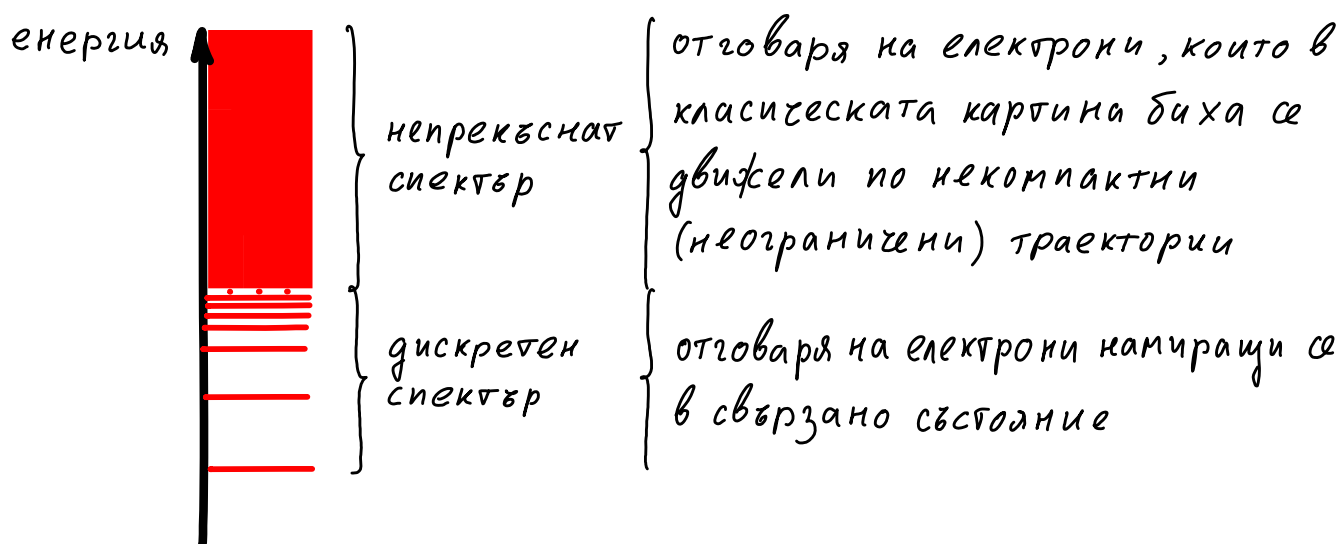 енергия
непрекъснат
спектър
отговаря на електрони, които в
класическата картина биха се
движели по некомпактни
(неограничени) траектории
дискретен
спектър
отговаря на електрони намиращи се
в свързано състояние